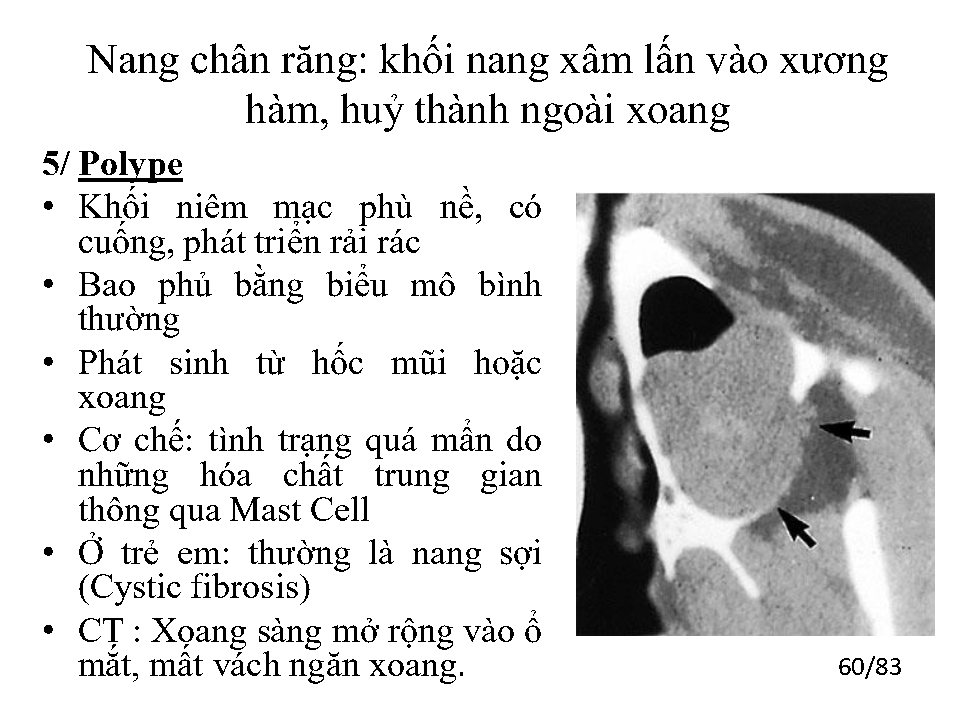 Nang chân răng: khối nang xâm lấn vào xương
hàm, huỷ thành ngoài xoang
5/ Polype
• Khối niêm mạc phù nề, có
cuống, phát triển rải rác
• Bao phủ bằng biểu mô bình
thường
• Phát sinh từ hốc mũi hoặc
xoang
• Cơ chế: tình trạng quá mẩn do
những hóa chất trung gian
thông qua Mast Cell
• Ở trẻ em: thường là nang sợi
(Cystic fibrosis)
• CT : Xoang sàng mở rộng vào ổ
mắt, mất vách ngăn xoang.
60/83